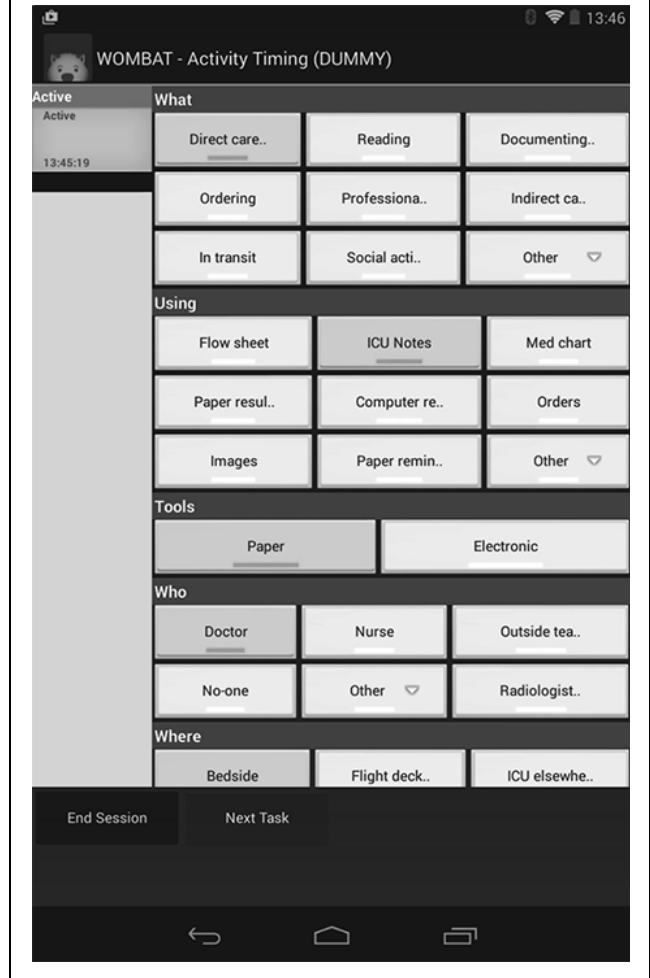 13:46
WOMBAT - Activity Timing (DUMMY)
Active
Active
13:45:19
What
Direct care.. Reading Documenting..
Ordering Professiona.. Indirect ca..
In transit Social acti.. Other
Using
Flow sheet ICU Notes Med chart
Paper resul.. Computer re.. Orders
Images Paper remin.. Other
Tools
Paper Electronic
Who
Doctor Nurse Outside tea..
No-one Other Radiologist..
Where
Bedside Flight deck.. ICU elsewhe..
End Session Next Task